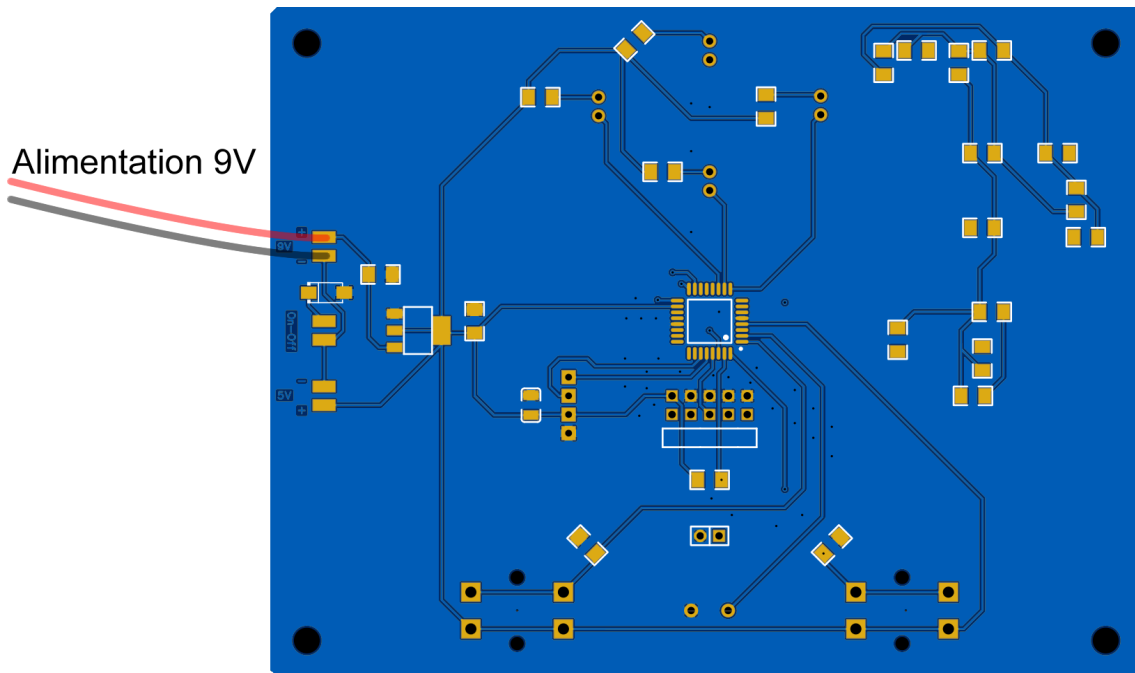 Alimentation 9V
+
9V
-
On-Off
-
5V
+